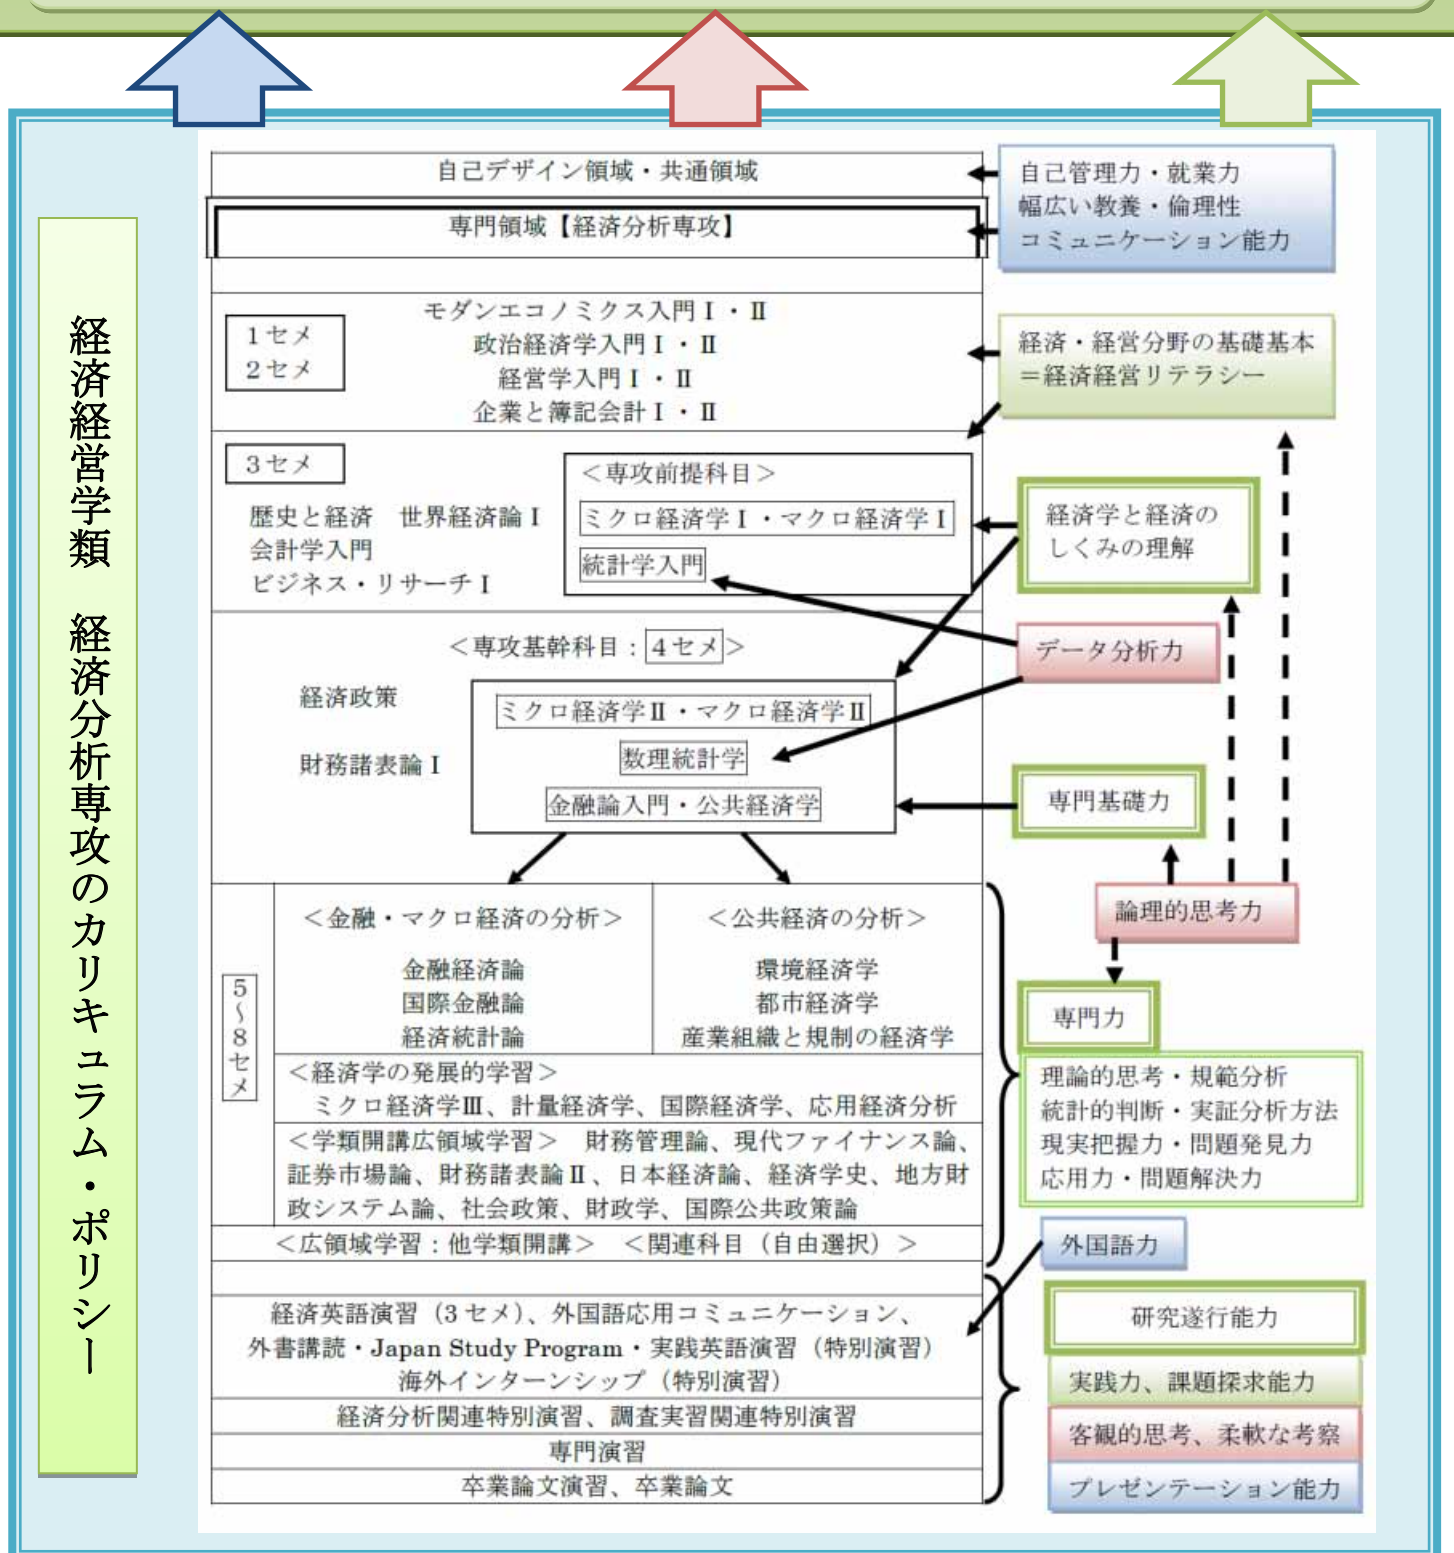 経済経営学類　経済分析専攻のカリキュラム・ポリシー
自己デザイン領域・共通領域
専門領域【経済分析専攻】
自己管理力・就業力
幅広い教養・倫理性
コミュニケーション能力
1セメ
2セメ
モダンエコノミクス入門Ⅰ・Ⅱ
政治経済学入門Ⅰ・Ⅱ
経営学入門Ⅰ・Ⅱ
企業と簿記会計Ⅰ・Ⅱ
経済・経営分野の基礎基本
＝経済経営リテラシー
3セメ
歴史と経済　世界経済論Ⅰ
会計学入門
ビジネス・リサーチⅠ
＜専攻前提科目＞
ミクロ経済学Ⅰ・マクロ経済学Ⅰ
統計学入門
経済学と経済の
しくみの理解
データ分析力
＜専攻基幹科目：4セメ＞
経済政策
財務諸表論Ⅰ
ミクロ経済学Ⅱ・マクロ経済学Ⅱ
数理統計学
金融論入門・公共経済学
専門基礎力
論理的思考力
5～8セメ
＜金融・マクロ経済の分析＞
金融経済論
国際金融論
経済統計論
＜公共経済の分析＞
環境経済学
都市経済学
産業組織と規制の経済学
＜経済学の発展的学習＞
ミクロ経済学Ⅲ、計量経済学、国際経済学、応用経済分析
＜学類開講広領域学習＞　財務管理論、現代ファイナンス論、
証券市場論、財務諸表論Ⅱ、日本経済論、経済学史、地方財
政システム論、社会政策、財政学、国際公共政策論
＜広領域学習：他学類開講＞　＜関連科目（自由選択）＞
専門力
理論的思考・規範分析
統計的判断・実証分析方法
現実把握力・問題発見力
応用力・問題解決力
外国語力
経済英語演習（3セメ）、外国語応用コミュニケーション、
外書講読・Japan Study Program・実践英語演習（特別演習）
海外インターンシップ（特別演習）
経済分析関連特別演習、調査実習関連特別演習
専門演習
卒業論文演習、卒業論文
研究遂行能力
実践力、課題探求能力
客観的思考、柔軟な考察
プレゼンテーション能力